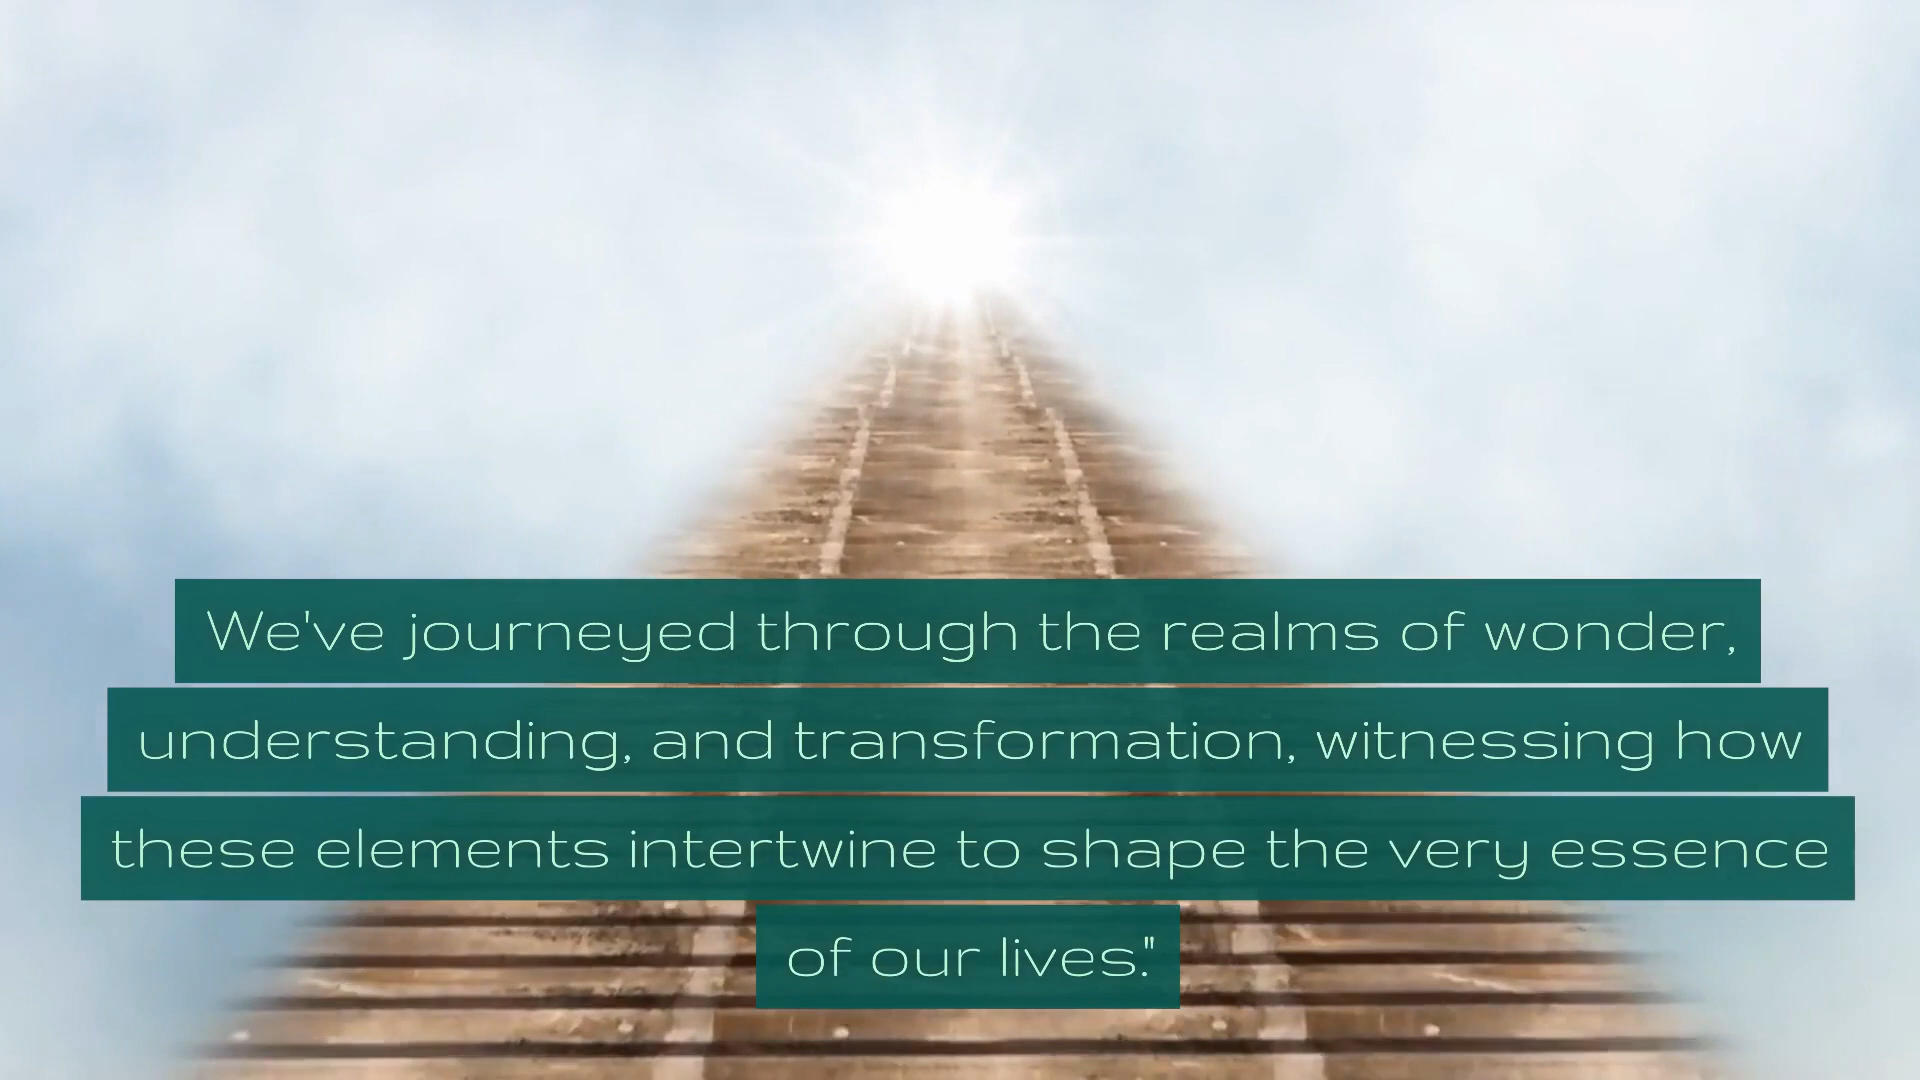 We've journeyed through the realms of wonder,
understanding, and transformation, witnessing how
these elements intertwine to shape the very essence
of our lives."